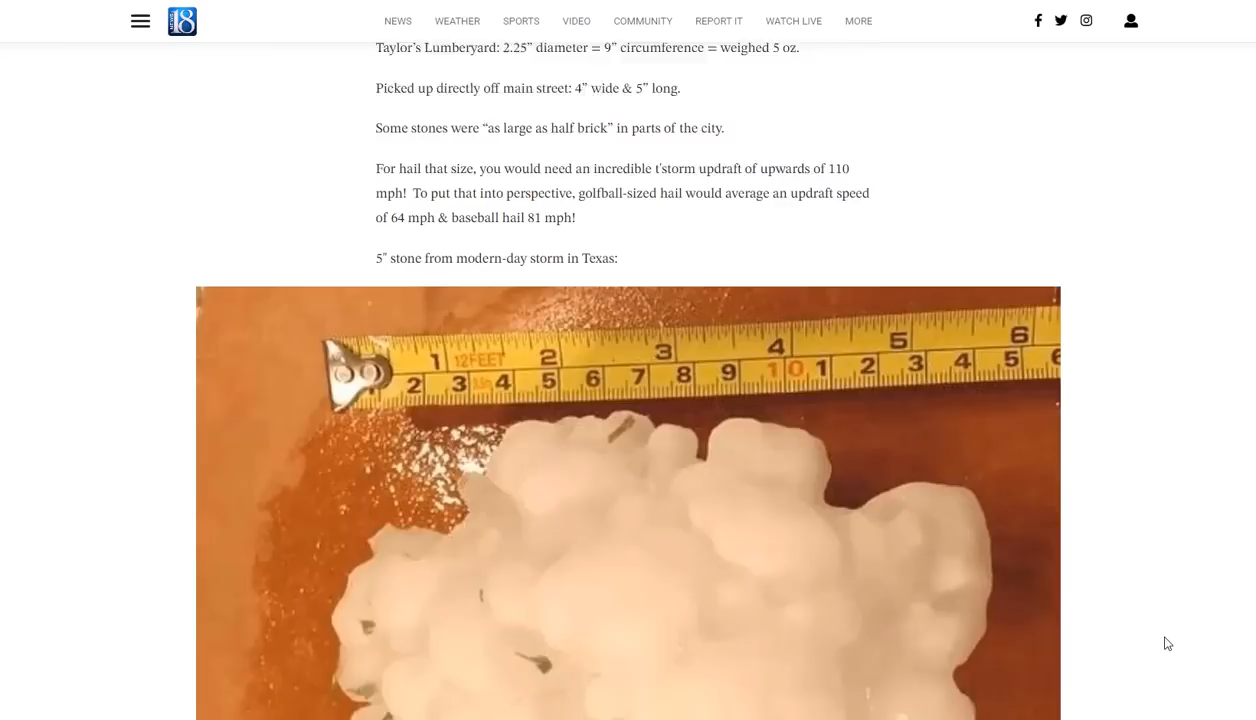 NEWS 18
NEWS WEATHER SPORTS VIDEO COMMUNITY REPORT IT WATCH LIVE MORE
Taylor’s Lumberyard: 2.25” diameter = 9” circumference = weighed 5 oz.
Picked up directly off main street: 4” wide & 5” long.
Some stones were “as large as half brick” in parts of the city.
For hail that size, you would need an incredible t'storm updraft of upwards of 110
mph!  To put that into perspective, golfball-sized hail would average an updraft speed
of 64 mph & baseball hail 81 mph!
5" stone from modern-day storm in Texas:
1 12FEET 2 3 4 5 6
2 3 4 5 6 7 8 9 10 1 2 3 4 5 6